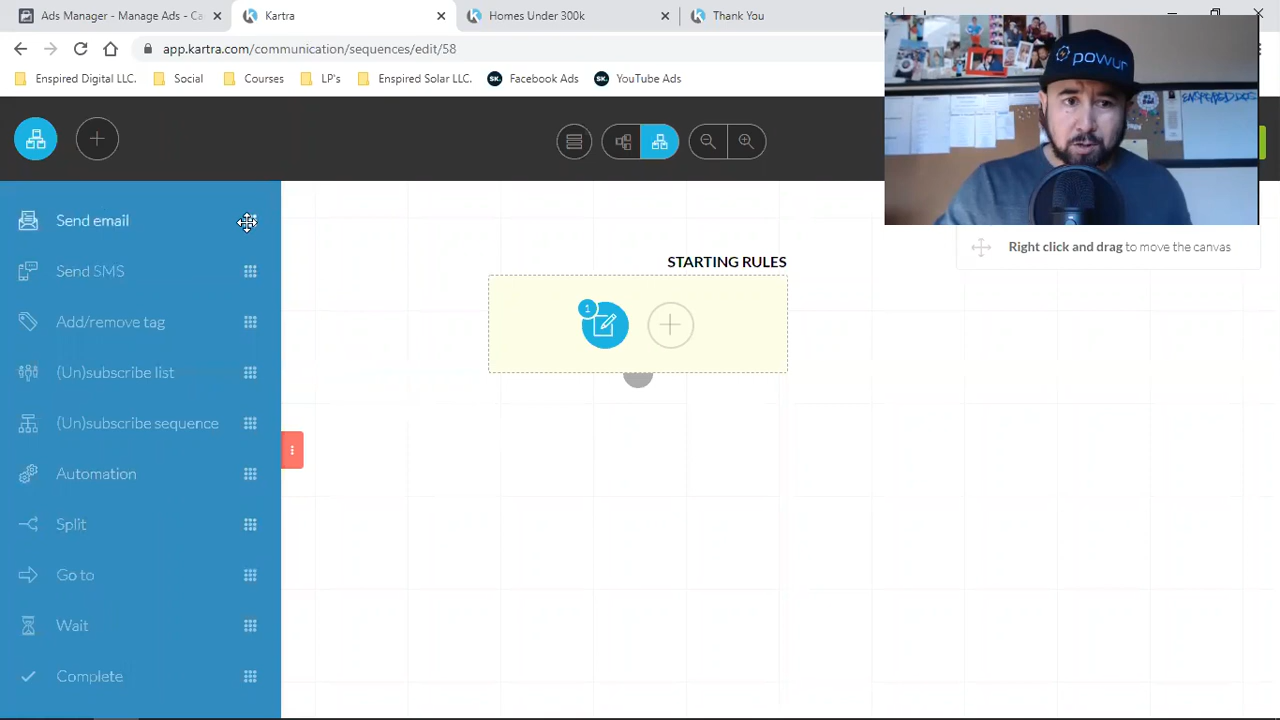 Ads Manager - Manage Ads - Ca
Kartra
Homes Under 300k
Thank You
app.kartra.com/communication/sequences/edit/58
Enspired Digital LLC.
Social
Courses
LP's
Enspired Solar LLC.
SK.
Facebook Ads
SK.
YouTube Ads
powur
Send email
Send SMS
Add/remove tag
(Un)subscribe list
(Un)subscribe sequence
Automation
Split
Go to
Wait
Complete
STARTING RULES
1
Right click and drag to move the canvas